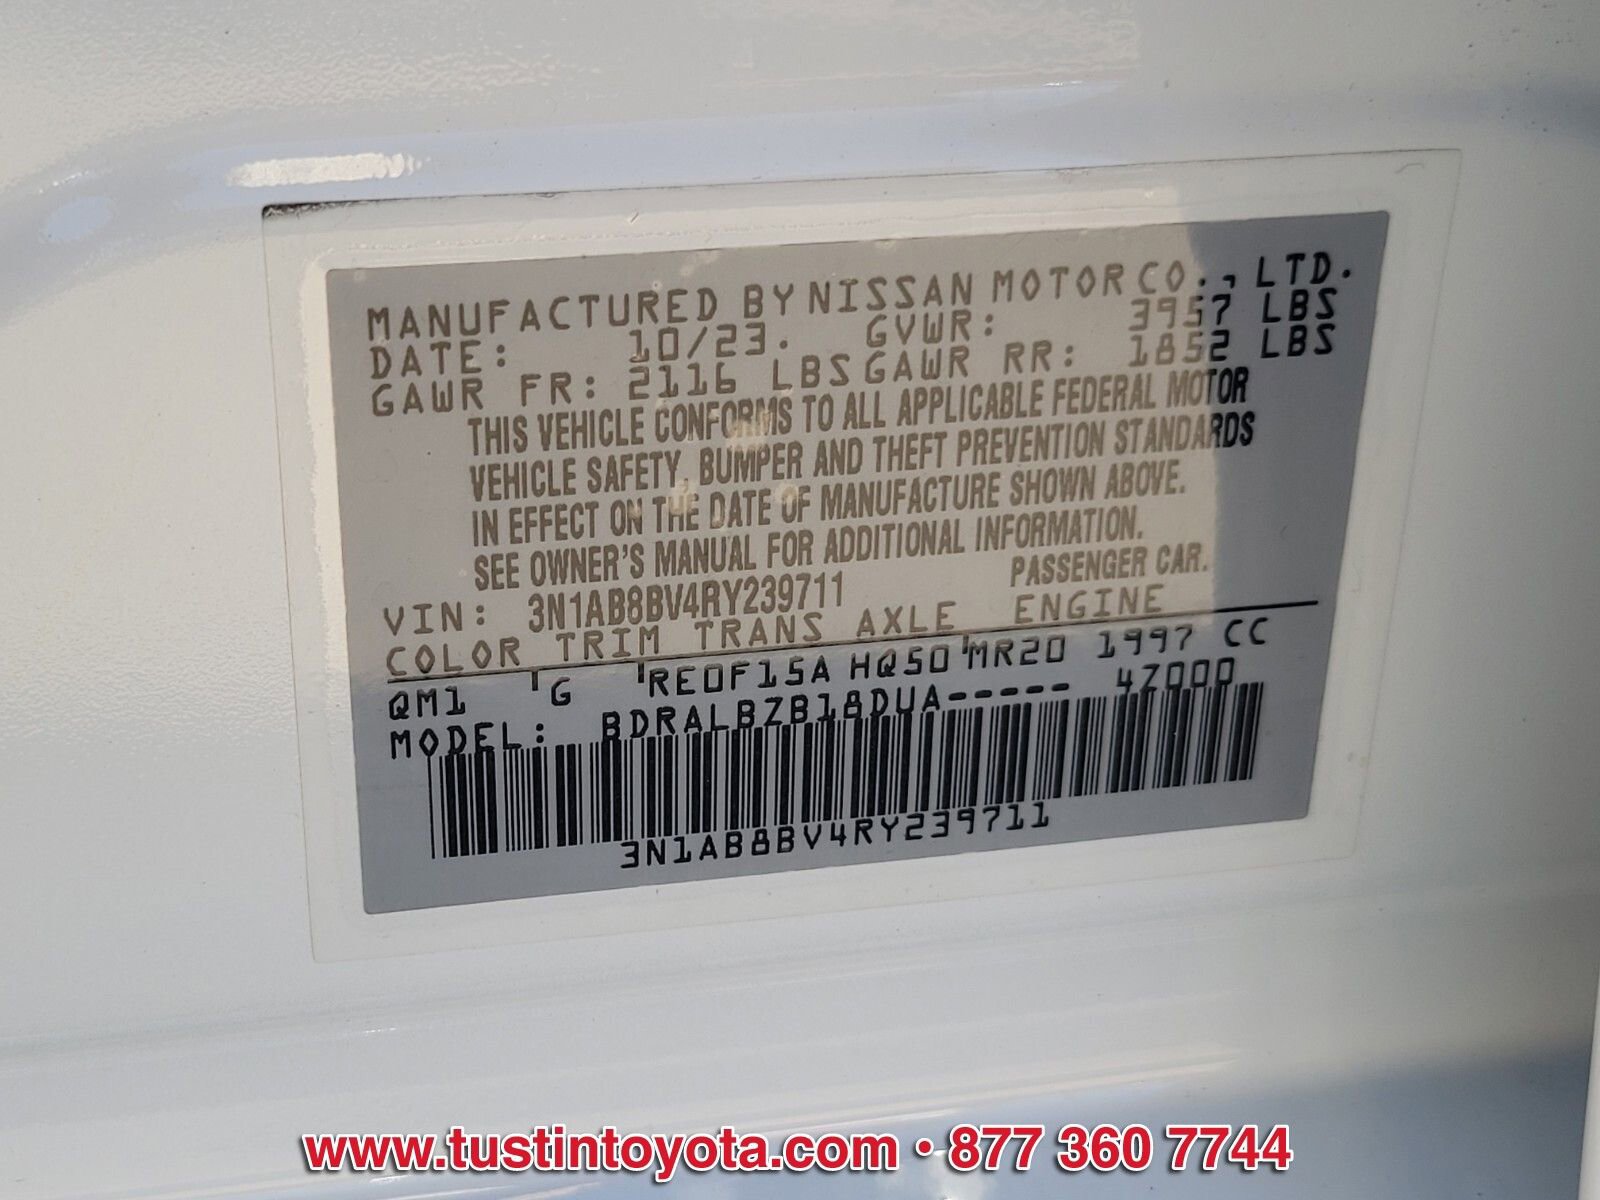 MANUFACTURED BY NISSAN MOTOR CO., LTD.
DATE: 10/23. GVWR: 3957 LBS
GAWR FR: 2116 LBS GAWR RR: 1852 LBS
THIS VEHICLE CONFORMS TO ALL APPLICABLE FEDERAL MOTOR
VEHICLE SAFETY, BUMPER AND THEFT PREVENTION STANDARDS
IN EFFECT ON THE DATE OF MANUFACTURE SHOWN ABOVE.
SEE OWNER'S MANUAL FOR ADDITIONAL INFORMATION.
VIN: 3N1AB8BV4RY239711 PASSENGER CAR.
COLOR TRIM TRANS AXLE ENGINE
QM1 G RE0F15A HQ50 MR20 1997 CC
MODEL: BDRALBZB18DUA----- 4Z000
3N1AB8BV4RY239711
www.tustintoyota.com • 877 360 7744